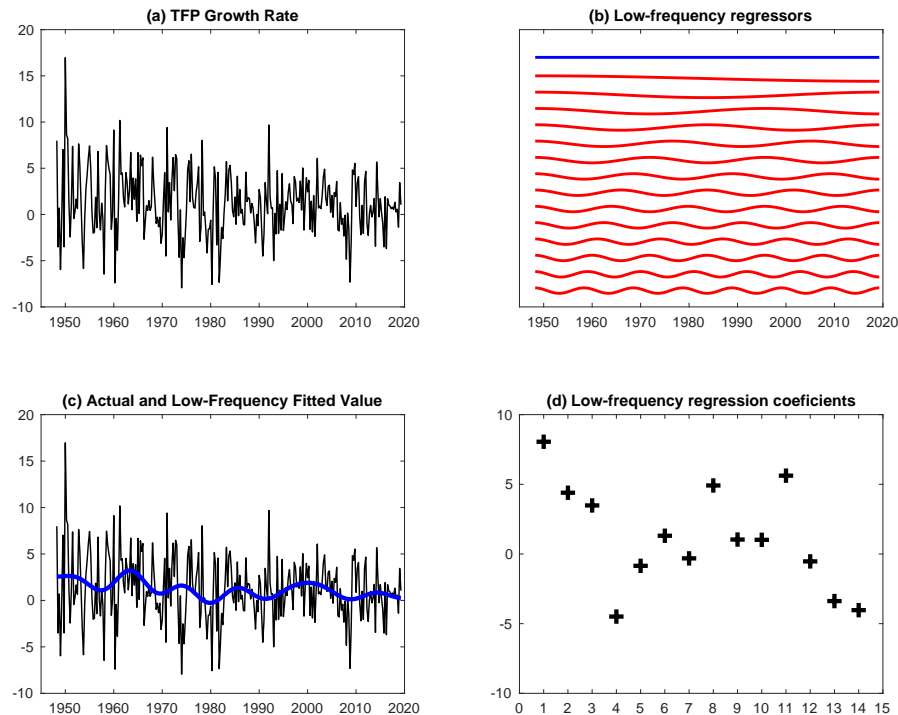 (a) TFP Growth Rate
20
15
10
5
0
-5
-10
1950 1960 1970 1980 1990 2000 2010 2020
(b) Low-frequency regressors
1950 1960 1970 1980 1990 2000 2010 2020
(c) Actual and Low-Frequency Fitted Value
20
15
10
5
0
-5
-10
1950 1960 1970 1980 1990 2000 2010 2020
(d) Low-frequency regression coeficients
10
5
0
-5
-10
0 1 2 3 4 5 6 7 8 9 10 11 12 13 14 15